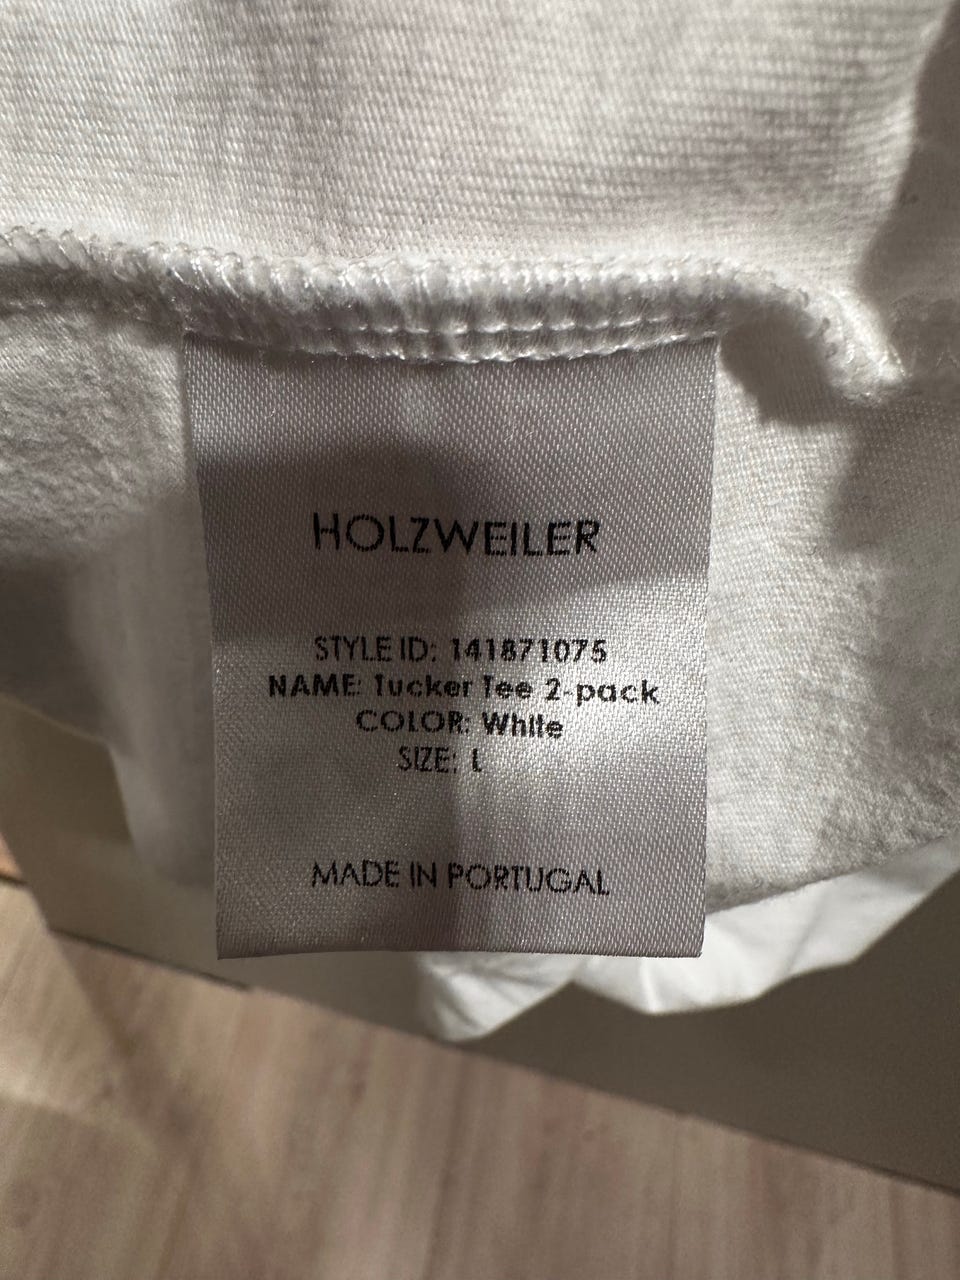 HOLZWEILER
STYLE ID: 141871075
NAME: Tucker Tee 2-pack
COLOR: White
SIZE: L
MADE IN PORTUGAL